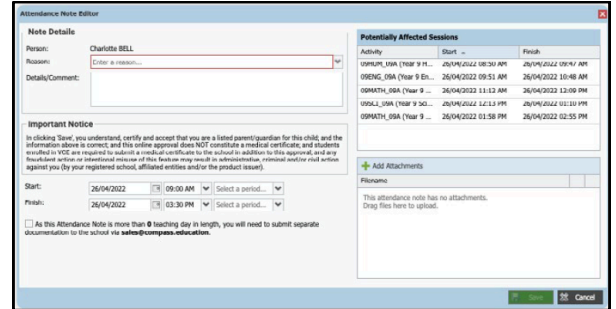 Attendance Note Editor
Note Details
Person: Charlotte BELL
Reason: Enter a reason...
Details/Comment:
Important Notice
In clicking 'Save', you understand, certify and accept that you are a listed parent/guardian for this child; and the
information above is correct; and this online approval does NOT constitute a medical certificate, and students
enrolled in VCE are required to submit a medical certificate to the school in addition to this approval; and any
fraudulent action or intentional misuse of this feature may result in administrative, criminal and/or civil action
against you (by your registered school, affiliated entities and/or the product issuer).
Start: 26/04/2022 09:00 AM Select a period...
Finish: 26/04/2022 03:30 PM Select a period...
As this Attendance Note is more than 0 teaching day in length, you will need to submit separate
documentation to the school via sales@compass.education.
Potentially Affected Sessions
Activity Start Finish
09HUM_09A (Year 9 H... 26/04/2022 08:50 AM 26/04/2022 09:47 AM
09ENG_09A (Year 9 En... 26/04/2022 09:51 AM 26/04/2022 10:48 AM
09MATH_09A (Year 9 ... 26/04/2022 11:12 AM 26/04/2022 12:09 PM
09SCI_09A (Year 9 Sci... 26/04/2022 12:13 PM 26/04/2022 01:10 PM
09MATH_09A (Year 9 ... 26/04/2022 01:58 PM 26/04/2022 02:55 PM
Add Attachments
Filename
This attendance note has no attachments.
Drag files here to upload.
Save Cancel